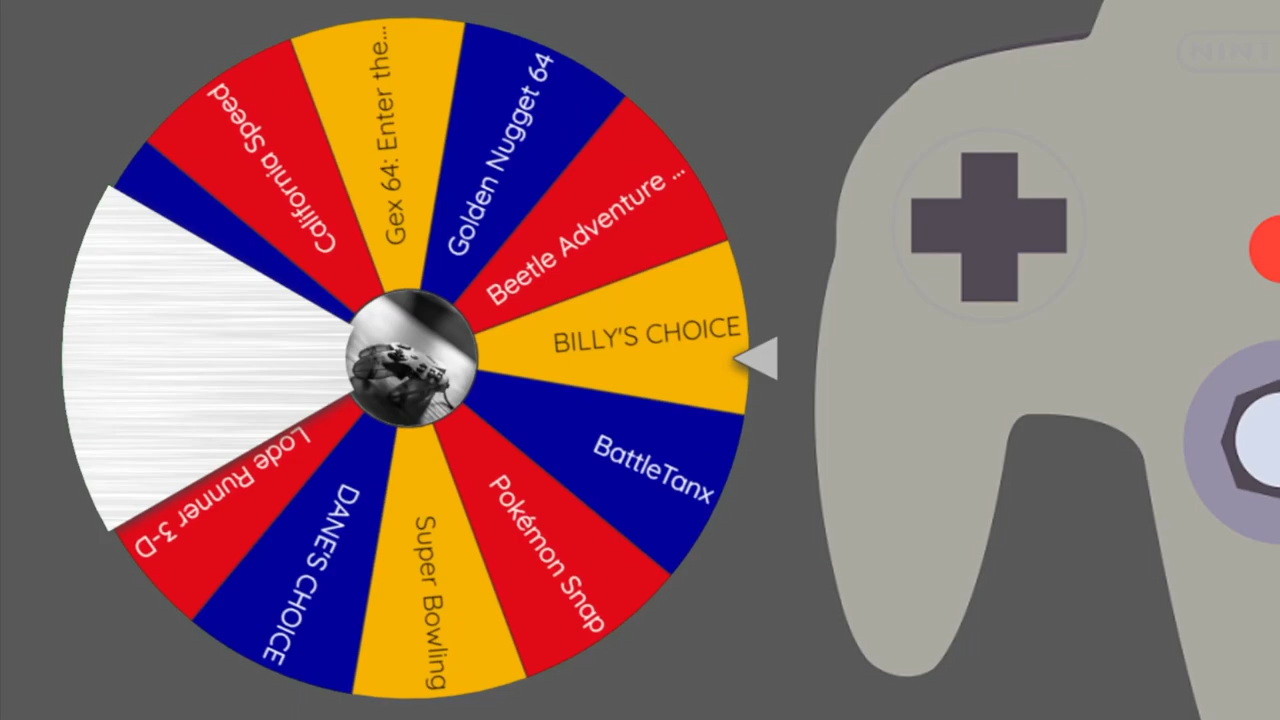 California Speed
Gex 64: Enter the...
Golden Nugget 64
Beetle Adventure ...
BILLY'S CHOICE
BattleTanx
Pokémon Snap
Super Bowling
DANE'S CHOICE
Lode Runner 3-D